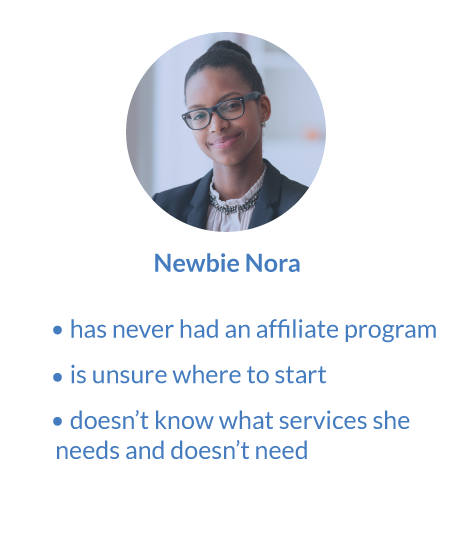 Newbie Nora
• has never had an affiliate program
• is unsure where to start
• doesn’t know what services she
needs and doesn’t need